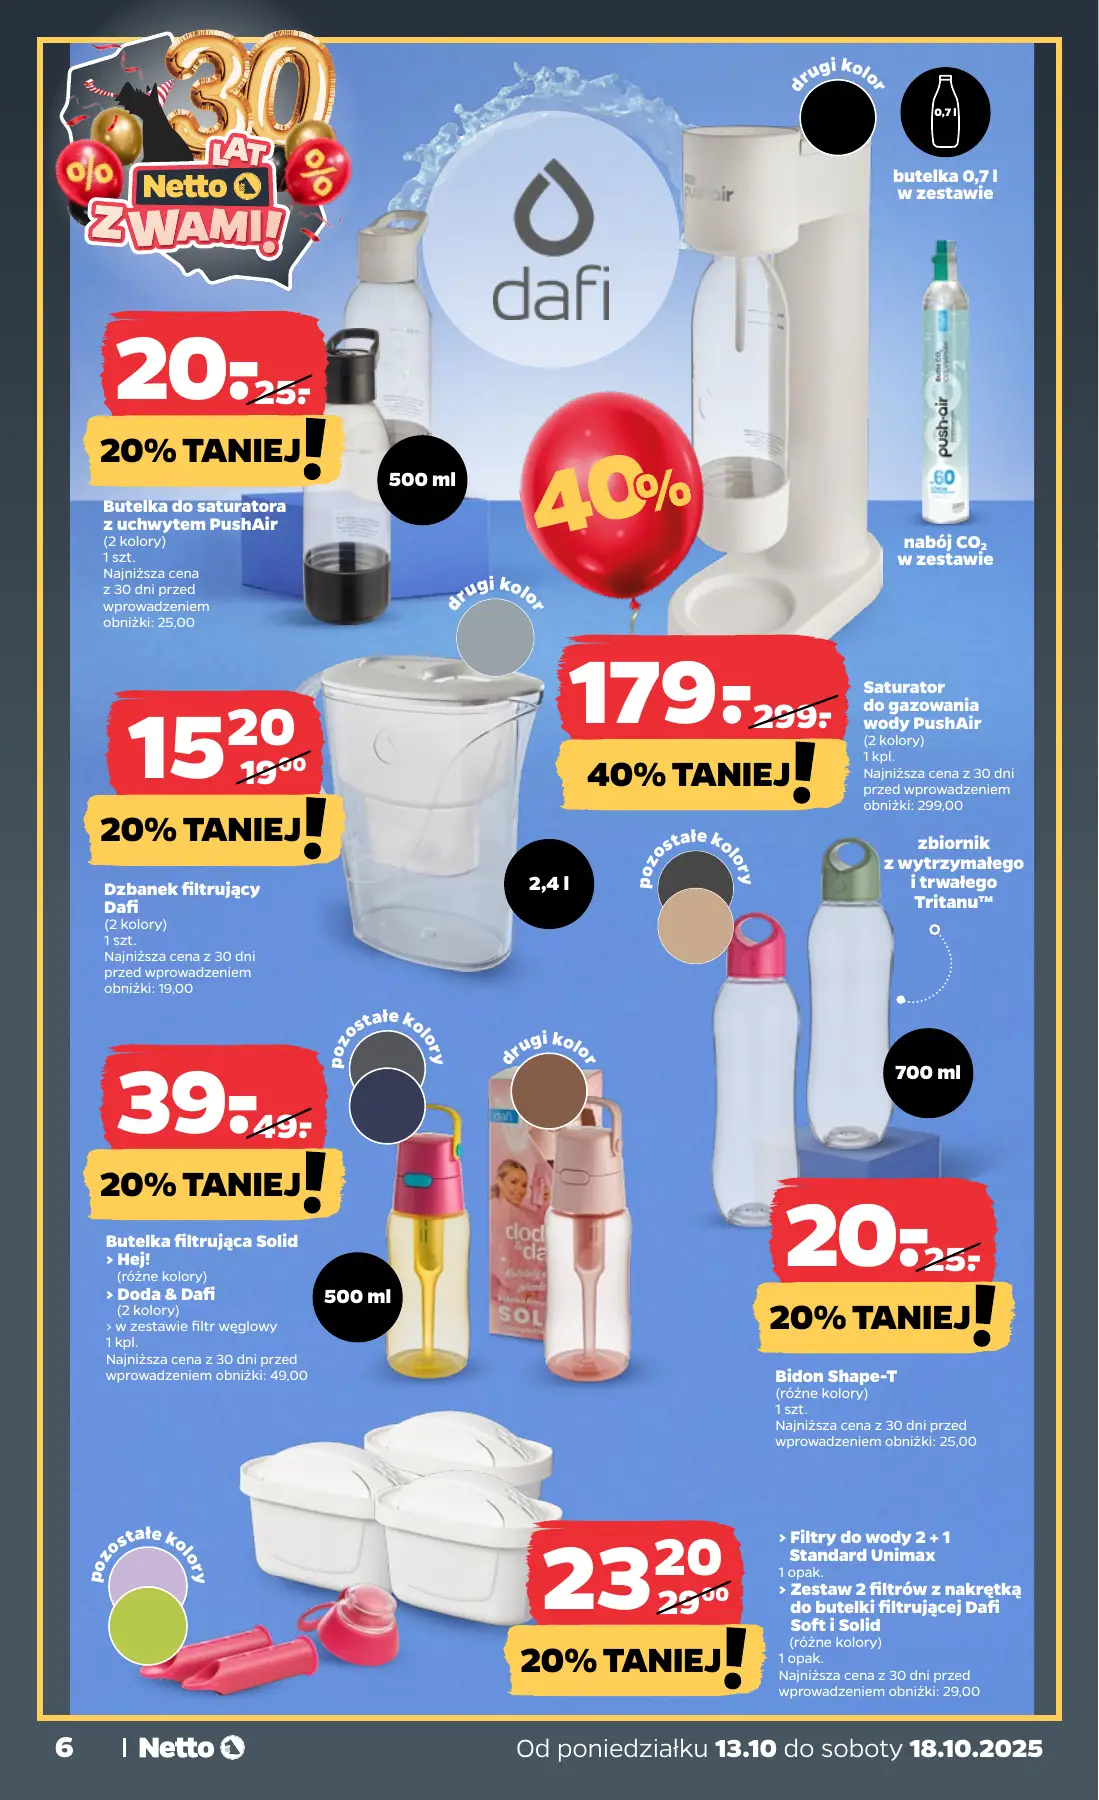 30
LAT
Netto
Z WAMI!
%
%
dafi
drugi kolor
0,7 l
butelka 0,7 l
w zestawie
push-air
push-air
60
nabój CO₂
w zestawie
20.-
25.-
20% TANIEJ!
500 ml
Butelka do saturatora
z uchwytem PushAir
(2 kolory)
1 szt.
Najniższa cena
z 30 dni przed
wprowadzeniem
obniżki: 25,00
40%
179.-
299.-
40% TANIEJ!
Saturator
do gazowania
wody PushAir
(2 kolory)
1 kpl.
Najniższa cena z 30 dni
przed wprowadzeniem
obniżki: 299,00
drugi kolor
15 20
19 00
20% TANIEJ!
2,4 l
Dzbanek filtrujący
Dafi
(2 kolory)
1 szt.
Najniższa cena z 30 dni
przed wprowadzeniem
obniżki: 19,00
pozostałe kolory
zbiornik
z wytrzymałego
i trwałego
Tritanu™
700 ml
20.-
25.-
20% TANIEJ!
Bidon Shape-T
(różne kolory)
1 szt.
Najniższa cena z 30 dni przed
wprowadzeniem obniżki: 25,00
pozostałe kolory
drugi kolor
39.-
49.-
20% TANIEJ!
500 ml
dafi
SOL
Butelka filtrująca Solid
› Hej!
(różne kolory)
› Doda & Dafi
(2 kolory)
› w zestawie filtr węglowy
1 kpl.
Najniższa cena z 30 dni przed
wprowadzeniem obniżki: 49,00
pozostałe kolory
23 20
29 00
20% TANIEJ!
› Filtry do wody 2 + 1
Standard Unimax
1 opak.
› Zestaw 2 filtrów z nakrętką
do butelki filtrującej Dafi
Soft i Solid
(różne kolory)
1 opak.
Najniższa cena z 30 dni przed
wprowadzeniem obniżki: 29,00
6 | Netto
Od poniedziałku 13.10 do soboty 18.10.2025